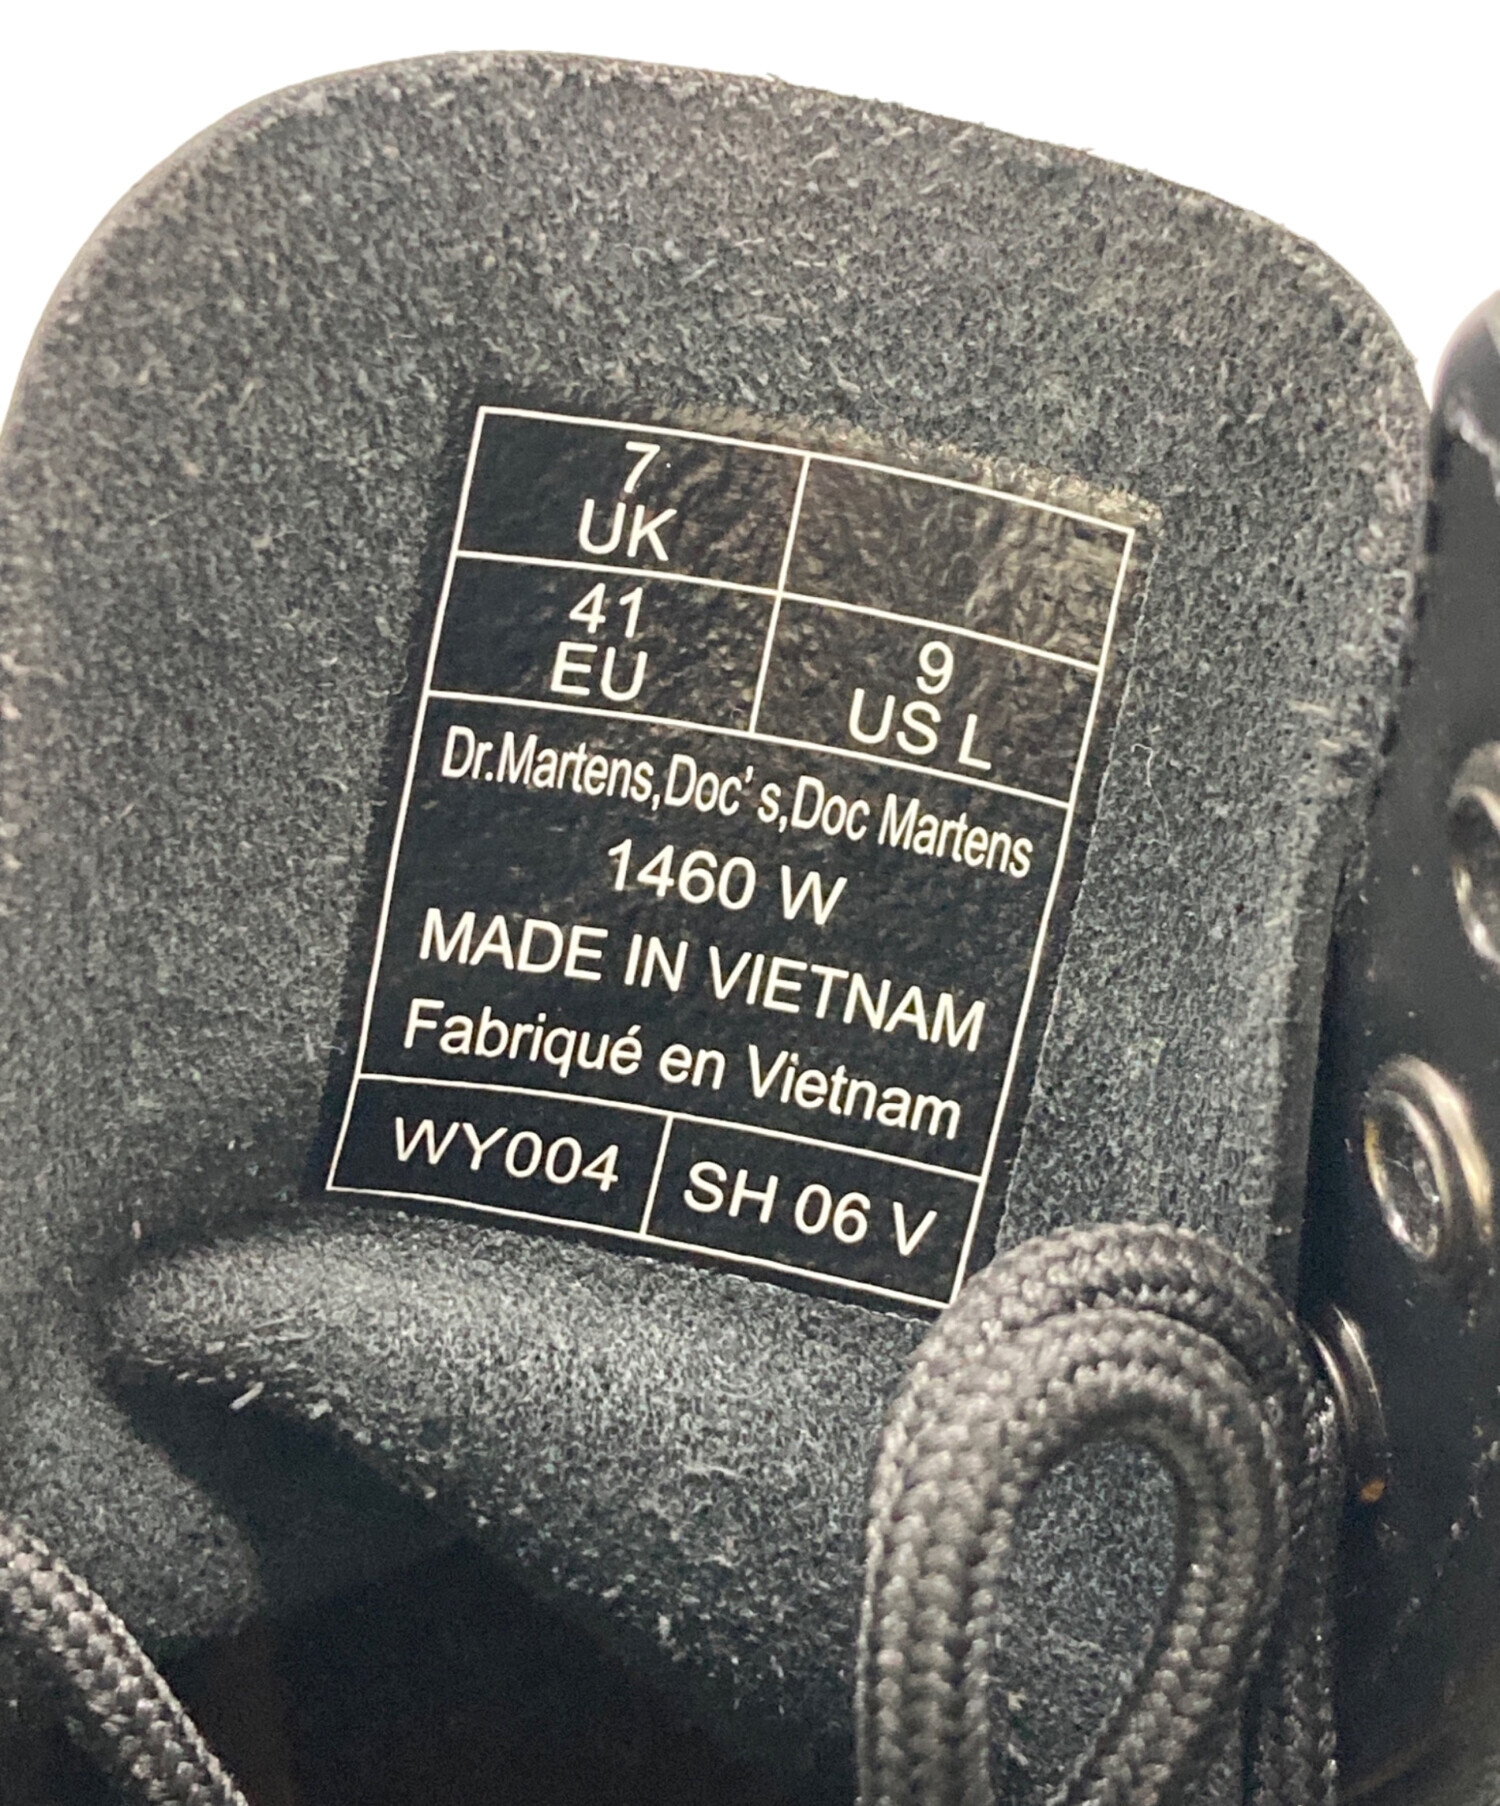 7
UK
41
EU
9
US L
Dr.Martens,Doc's,Doc Martens
1460 W
MADE IN VIETNAM
Fabriqué en Vietnam
WY004
SH 06 V